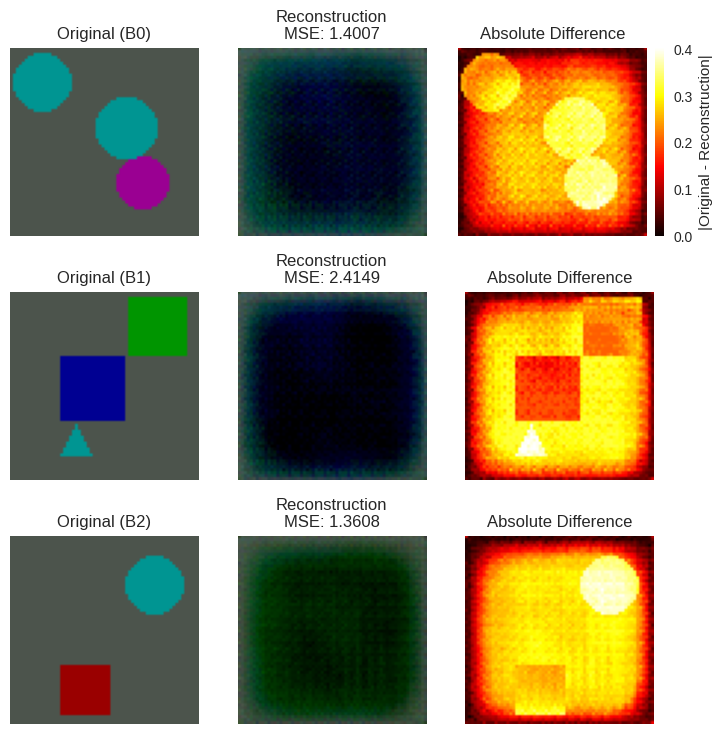 Original (B0)
Reconstruction
MSE: 1.4007
Absolute Difference
0.4
0.3
0.2
0.1
0.0
|Original - Reconstruction|
Original (B1)
Reconstruction
MSE: 2.4149
Absolute Difference
Original (B2)
Reconstruction
MSE: 1.3608
Absolute Difference